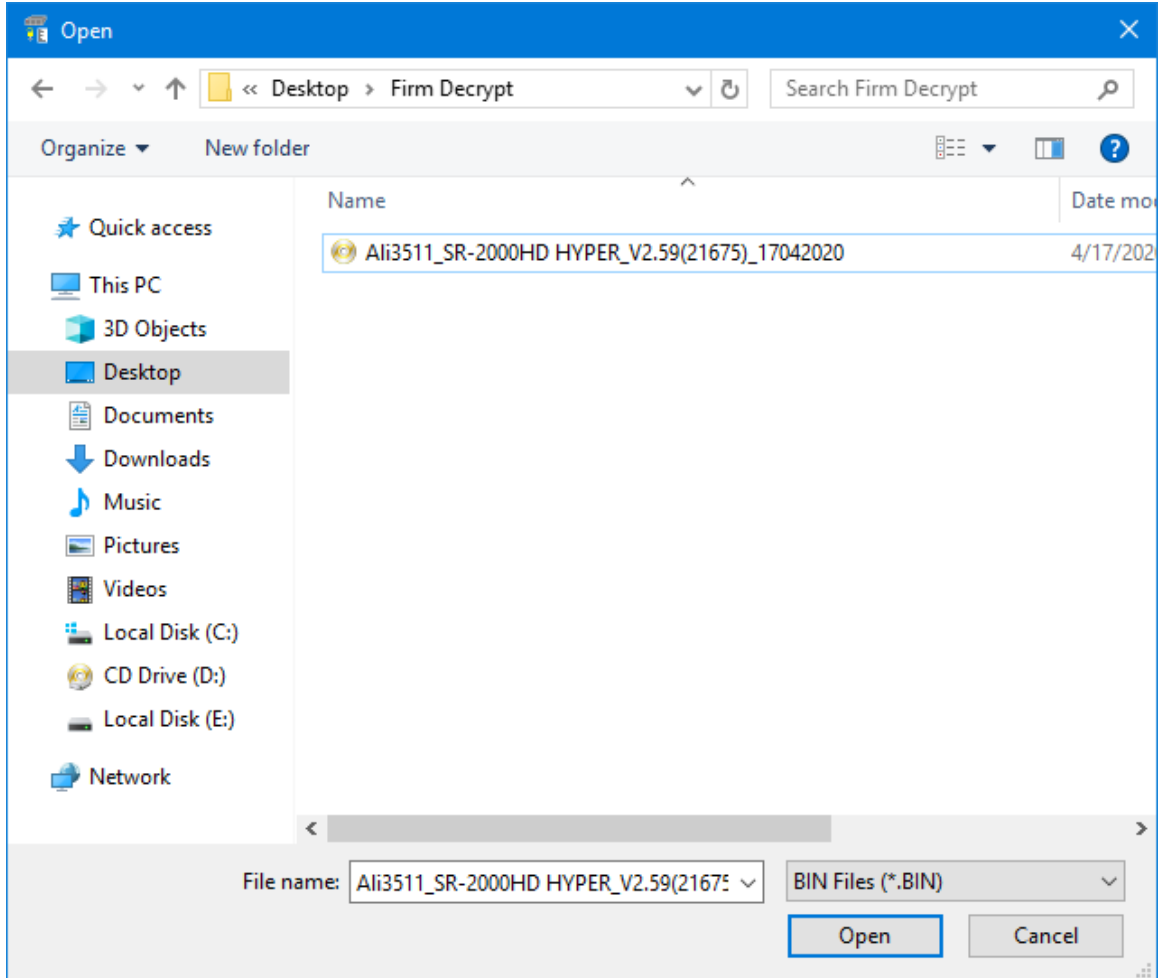 Open
« Desktop > Firm Decrypt
Search Firm Decrypt
Organize
New folder
Name
Date mo
Quick access
This PC
3D Objects
Desktop
Documents
Downloads
Music
Pictures
Videos
Local Disk (C:)
CD Drive (D:)
Local Disk (E:)
Network
Ali3511_SR-2000HD HYPER_V2.59(21675)_17042020
4/17/202
File name:
Ali3511_SR-2000HD HYPER_V2.59(21675
BIN Files (*.BIN)
Open
Cancel